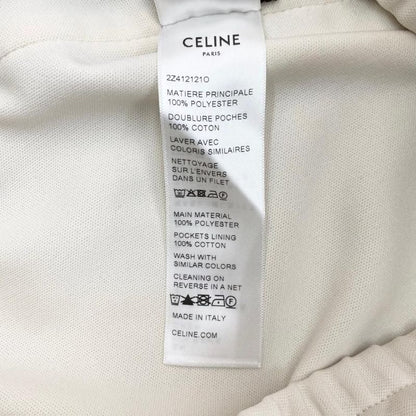 CELINE
PARIS
2Z4121210
MATIERE PRINCIPALE
100% POLYESTER
DOUBLURE POCHES
100% COTON
LAVER AVEC
COLORIS SIMILAIRES
NETTOYAGE
SUR L'ENVERS
DANS UN FILET
MAIN MATERIAL
100% POLYESTER
POCKETS LINING
100% COTTON
WASH WITH
SIMILAR COLORS
CLEANING ON
REVERSE IN A NET
MADE IN ITALY
CELINE.COM